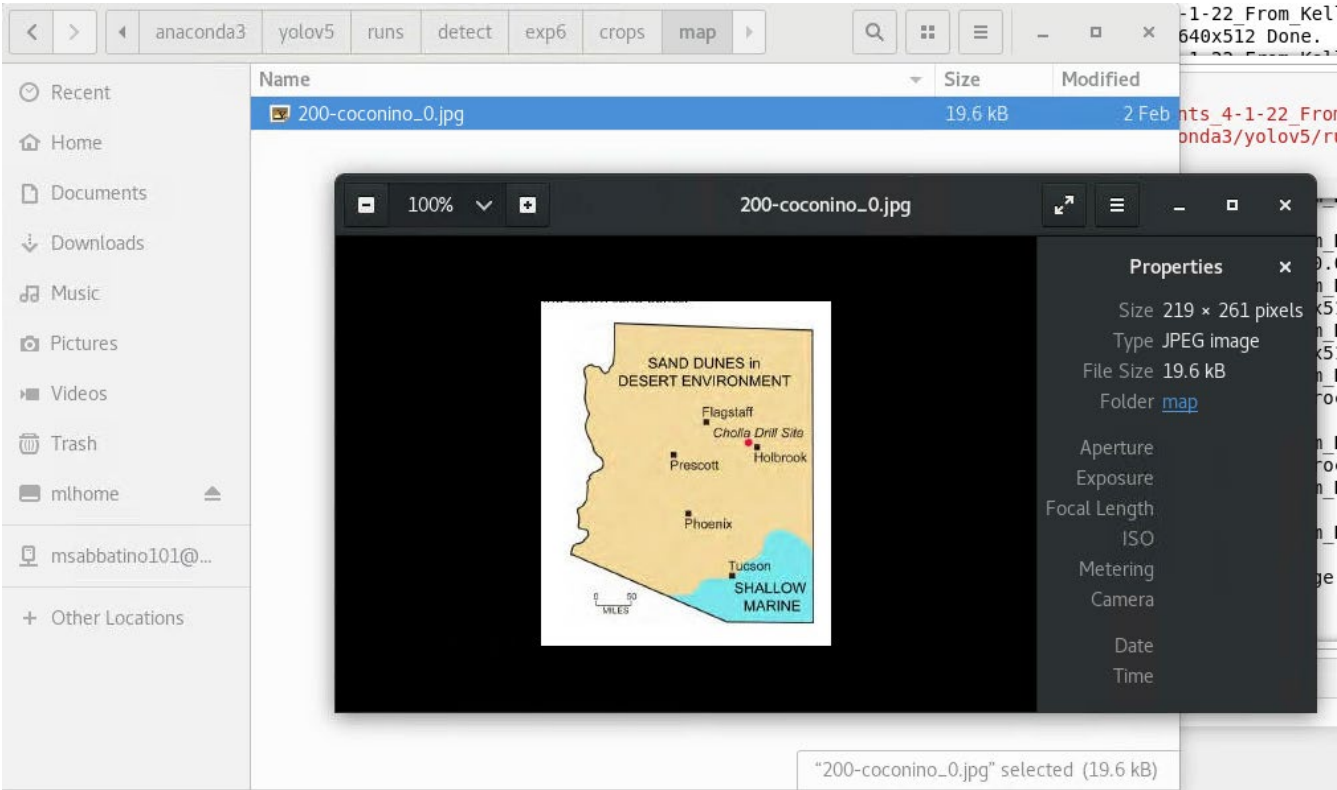 anaconda3 yolov5 runs detect exp6 crops map
-1-22_From_Kel
640x512 Done.
Name Size Modified
200-coconino_0.jpg 19.6 kB 2 Feb
nts_4-1-22_Fro
onda3/yolov5/r
Recent
Home
Documents
Downloads
Music
Pictures
Videos
Trash
mlhome
msabbatino101@...
+ Other Locations
100% 200-coconino_0.jpg
SAND DUNES in
DESERT ENVIRONMENT
Flagstaff
Cholla Drill Site
Holbrook
Prescott
Phoenix
Tucson
SHALLOW
MARINE
0 50
MILES
Properties
Size 219 × 261 pixels
Type JPEG image
File Size 19.6 kB
Folder map
Aperture
Exposure
Focal Length
ISO
Metering
Camera
Date
Time
"200-coconino_0.jpg" selected (19.6 kB)